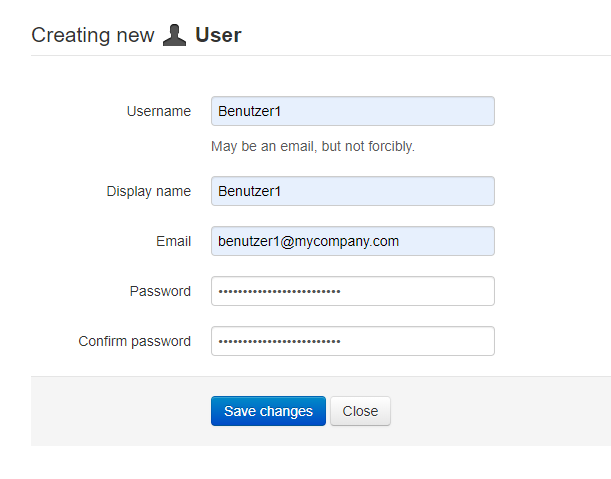 Creating new User
Username Benutzer1
May be an email, but not forcibly.
Display name Benutzer1
Email benutzer1@mycompany.com
Password •••••••••••••••••••••••••
Confirm password •••••••••••••••••••••••••
Save changes Close